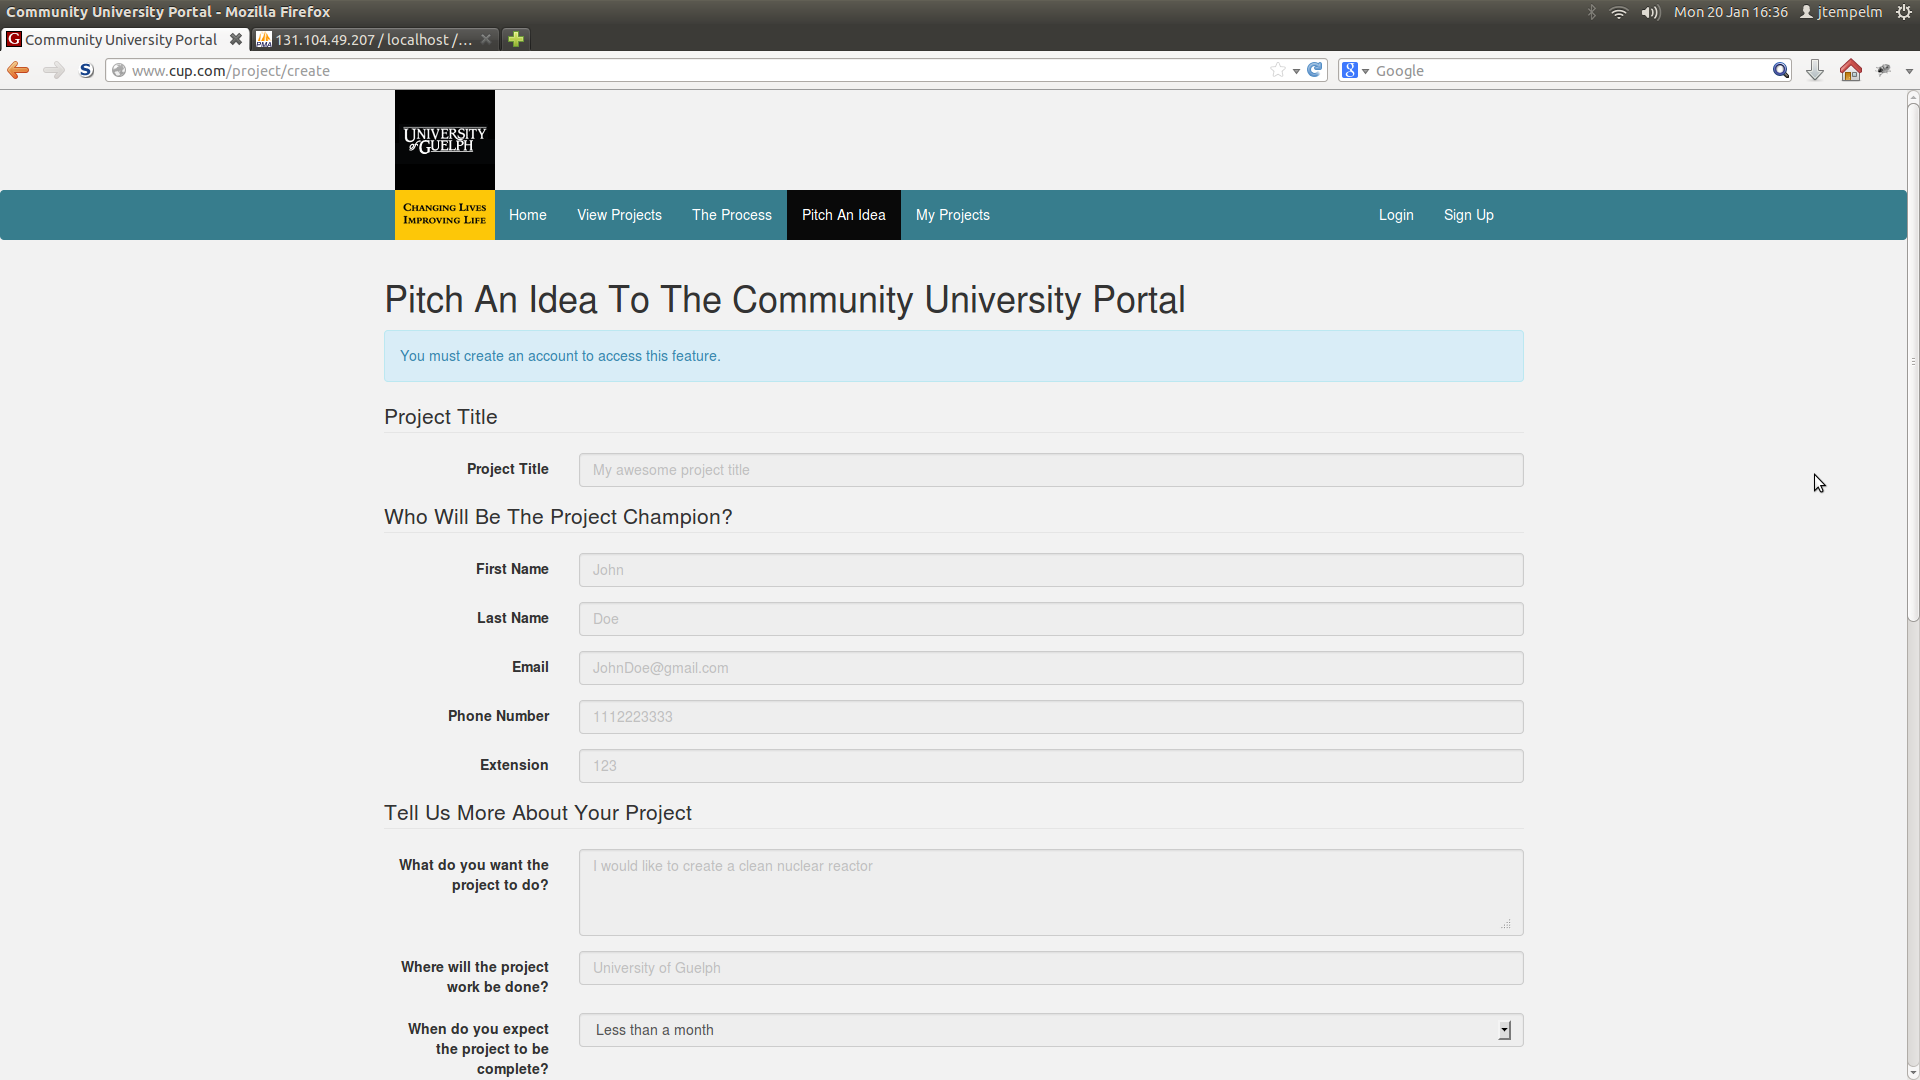 Community University Portal - Mozilla Firefox
Mon 20 Jan 16:36
jtempelm
Community University Portal
131.104.49.207 / localhost /...
www.cup.com/project/create
Google
UNIVERSITY
of GUELPH
CHANGING LIVES
IMPROVING LIFE
Home
View Projects
The Process
Pitch An Idea
My Projects
Login
Sign Up
Pitch An Idea To The Community University Portal
You must create an account to access this feature.
Project Title
Project Title
My awesome project title
Who Will Be The Project Champion?
First Name
John
Last Name
Doe
Email
JohnDoe@gmail.com
Phone Number
1112223333
Extension
123
Tell Us More About Your Project
What do you want the
project to do?
I would like to create a clean nuclear reactor
Where will the project
work be done?
University of Guelph
When do you expect
the project to be
complete?
Less than a month